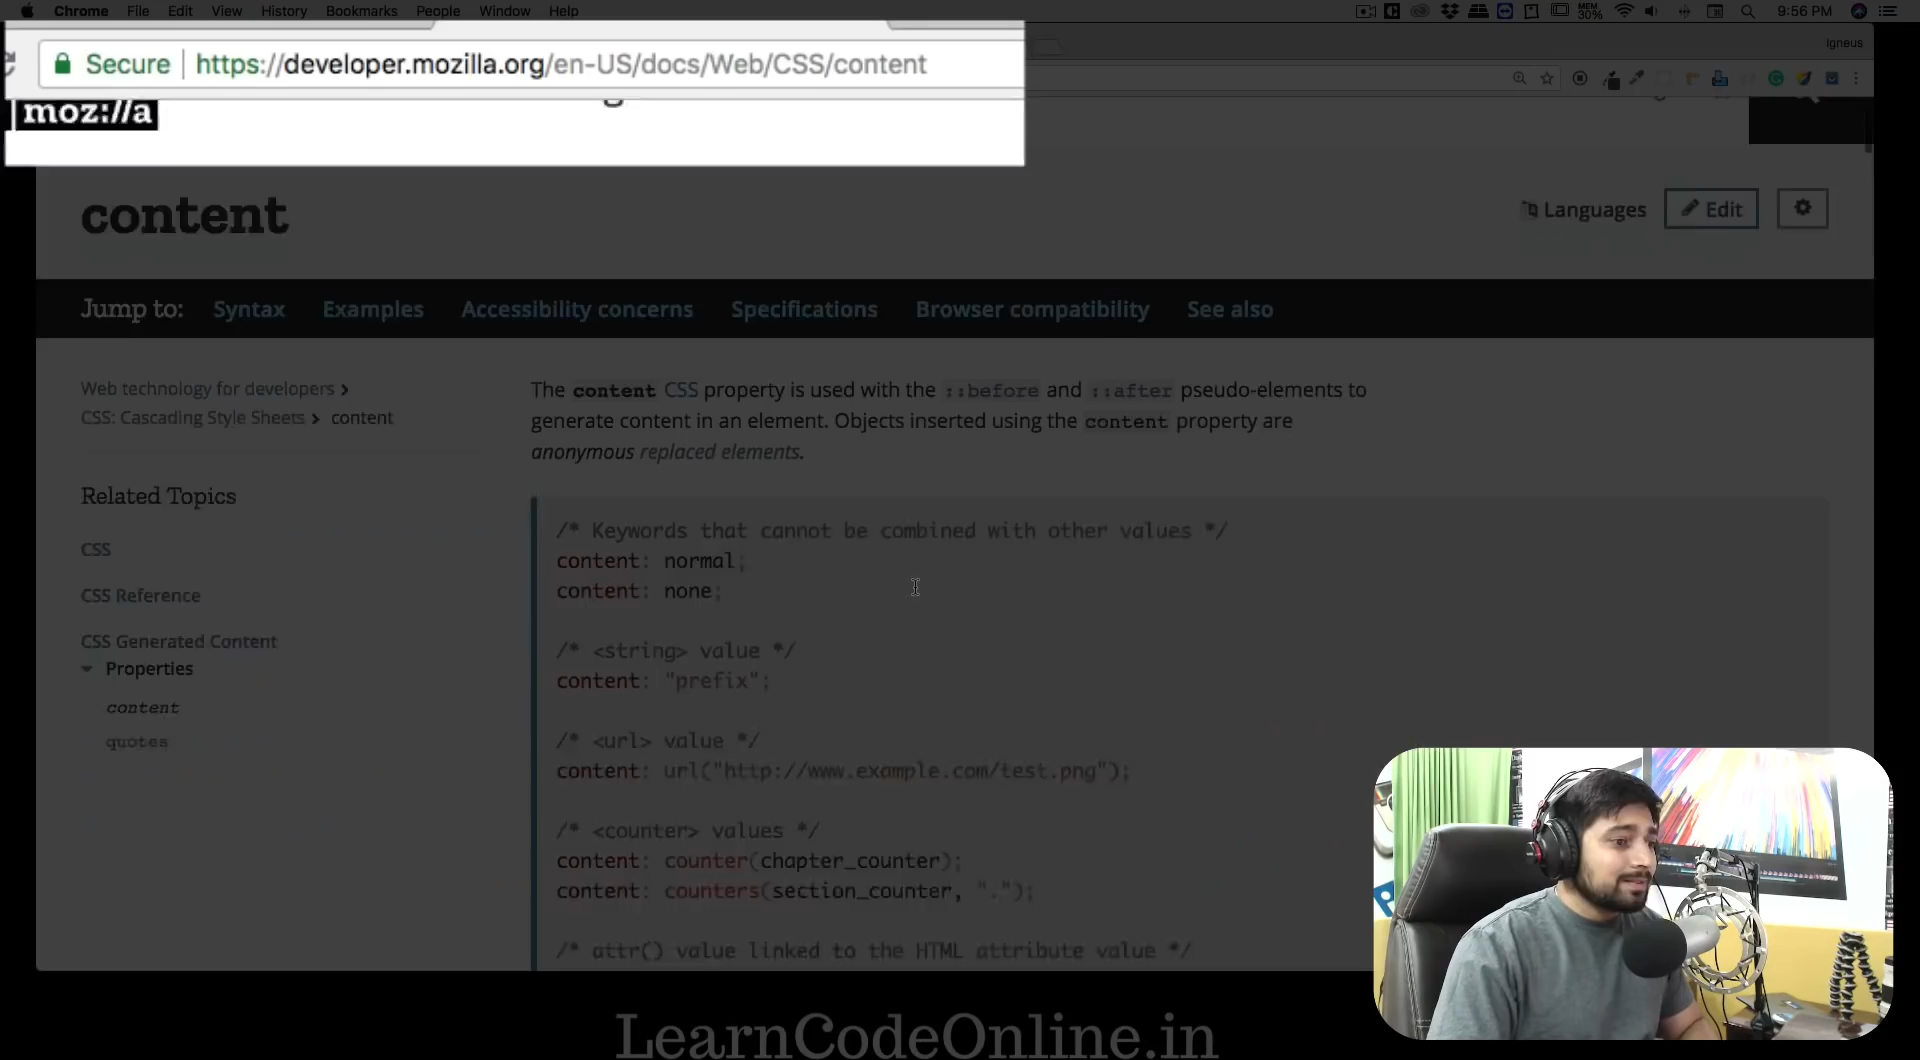 Chrome File Edit View History Bookmarks People Window Help
MEM 30% 9:56 PM
Igneus
Secure https://developer.mozilla.org/en-US/docs/Web/CSS/content
moz://a
content
Languages Edit
Jump to: Syntax Examples Accessibility concerns Specifications Browser compatibility See also
Web technology for developers
CSS: Cascading Style Sheets content
Related Topics
CSS
CSS Reference
CSS Generated Content
Properties
content
quotes
The content CSS property is used with the ::before and ::after pseudo-elements to
generate content in an element. Objects inserted using the content property are
anonymous replaced elements.
/* Keywords that cannot be combined with other values */
content: normal;
content: none;
/* <string> value */
content: "prefix";
/* <url> value */
content: url("http://www.example.com/test.png");
/* <counter> values */
content: counter(chapter_counter);
content: counters(section_counter, ".");
/* attr() value linked to the HTML attribute value */
LearnCodeOnline.in